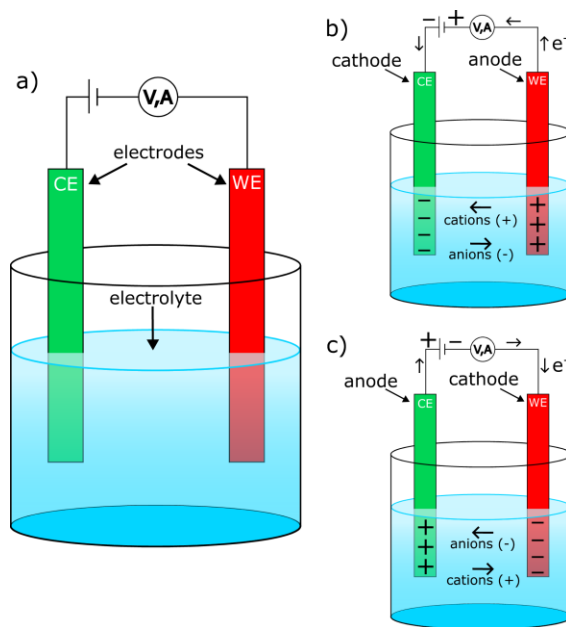 a)
V,A
electrodes
CE
WE
electrolyte
b)
− +
V,A
←
↓
↑ e⁻
cathode
anode
CE
WE
− +
− +
− +
−
←
cations (+)
→
anions (-)
c)
+ −
V,A
→
↑
↓ e⁻
anode
cathode
CE
WE
+ −
+ −
+ −
−
←
anions (-)
→
cations (+)